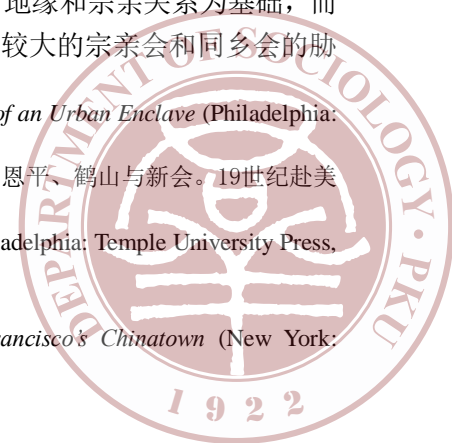 地缘和宗亲关系为基础，而
较大的宗亲会和同乡会的胁
of an Urban Enclave (Philadelphia:
恩平、鹤山与新会。19世纪赴美
adelphia: Temple University Press,
ancisco's Chinatown (New York:
DEPARTMENT OF SOCIOLOGY · PKU
1922